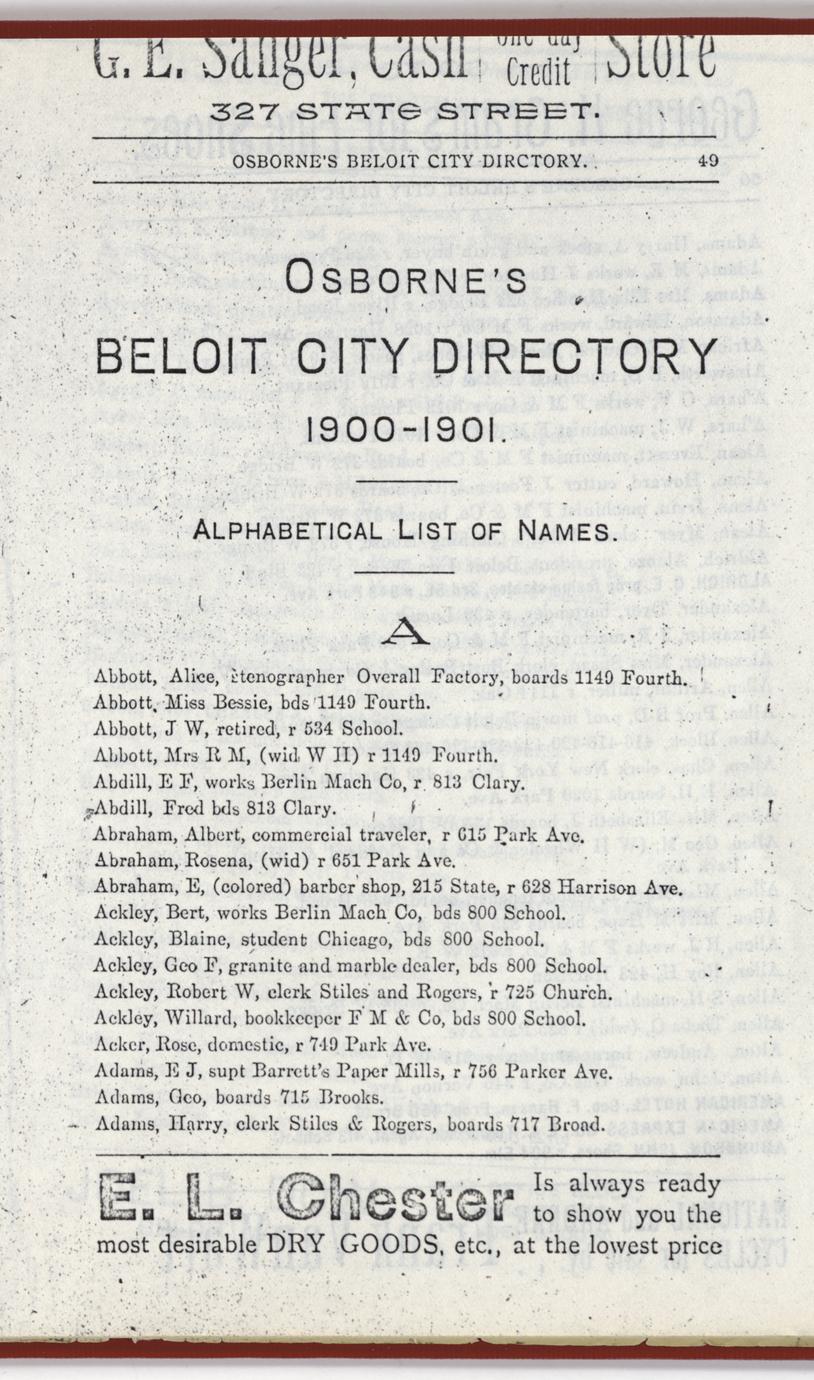 G. E. Sanger, Cash One day Credit Store
327 STATE STREET.
OSBORNE'S BELOIT CITY DIRCTORY. 49
OSBORNE'S
BELOIT CITY DIRECTORY
1900-1901.
ALPHABETICAL LIST OF NAMES.
A
Abbott, Alice, stenographer Overall Factory, boards 1149 Fourth.
Abbott, Miss Bessie, bds 1149 Fourth.
Abbott, J W, retired, r 534 School.
Abbott, Mrs R M, (wid W H) r 1149 Fourth.
Abdill, E F, works Berlin Mach Co, r 813 Clary.
Abdill, Fred bds 813 Clary.
Abraham, Albert, commercial traveler, r 615 Park Ave.
Abraham, Rosena, (wid) r 651 Park Ave.
Abraham, E, (colored) barber shop, 215 State, r 628 Harrison Ave.
Ackley, Bert, works Berlin Mach Co, bds 800 School.
Ackley, Blaine, student Chicago, bds 800 School.
Ackley, Geo F, granite and marble dealer, bds 800 School.
Ackley, Robert W, clerk Stiles and Rogers, r 725 Church.
Ackley, Willard, bookkeeper F M & Co, bds 800 School.
Acker, Rose, domestic, r 749 Park Ave.
Adams, E J, supt Barrett's Paper Mills, r 756 Parker Ave.
Adams, Geo, boards 715 Brooks.
Adams, Harry, clerk Stiles & Rogers, boards 717 Broad.
E. L. Chester Is always ready
to show you the
most desirable DRY GOODS, etc., at the lowest price